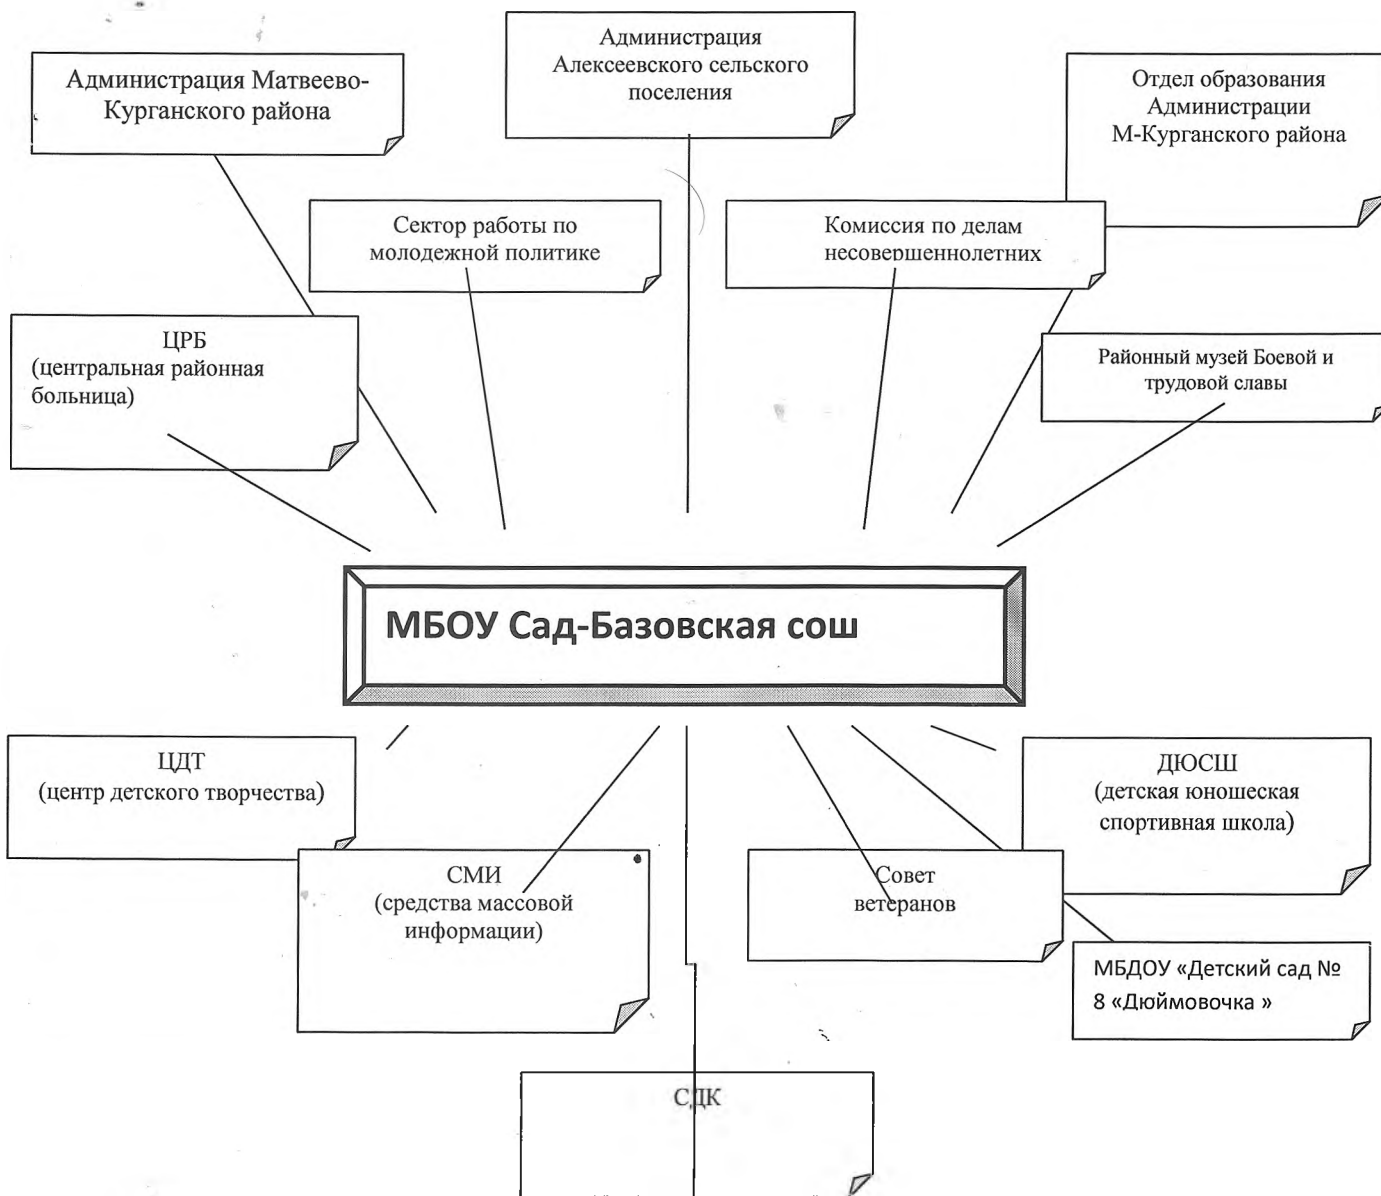 Администрация
Алексеевского сельского
поселения
Администрация Матвеево-
Курганского района
Отдел образования
Администрации
М-Курганского района
Сектор работы по
молодежной политике
Комиссия по делам
несовершеннолетних
ЦРБ
(центральная районная
больница)
Районный музей Боевой и
трудовой славы
МБОУ Сад-Базовская сош
ЦДТ
(центр детского творчества)
ДЮСШ
(детская юношеская
спортивная школа)
СМИ
(средства массовой
информации)
Совет
ветеранов
МБДОУ «Детский сад №
8 «Дюймовочка »
СДК